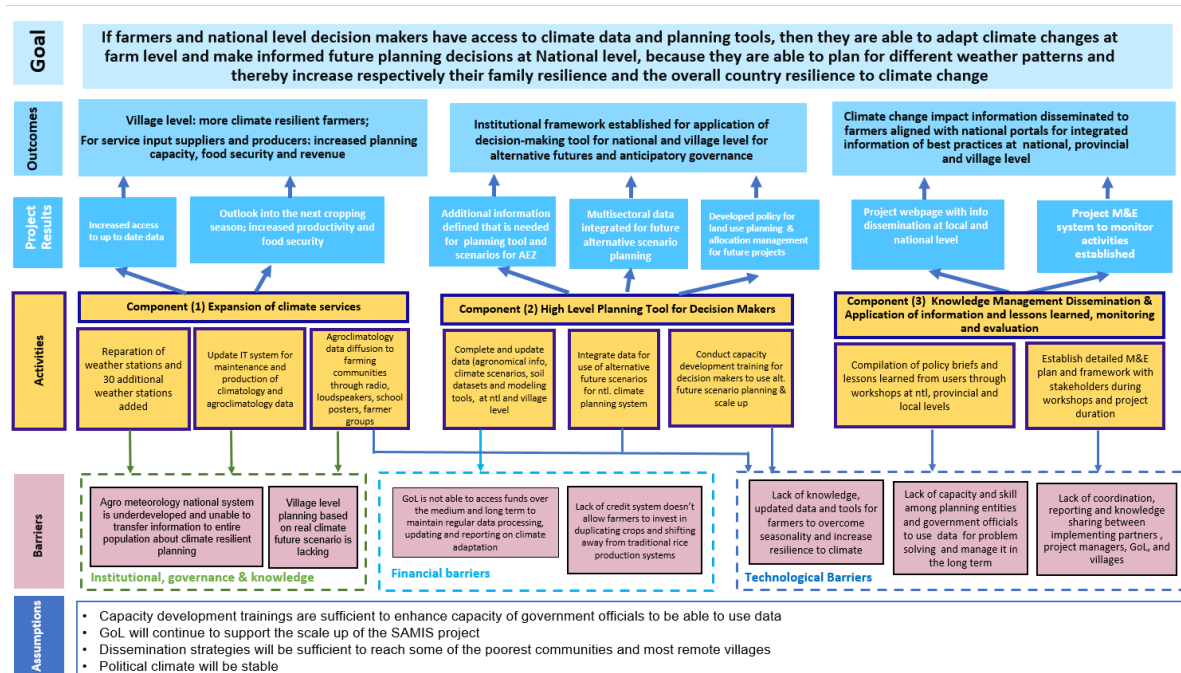 Goal
If farmers and national level decision makers have access to climate data and planning tools, then they are able to adapt climate changes at
farm level and make informed future planning decisions at National level, because they are able to plan for different weather patterns and
thereby increase respectively their family resilience and the overall country resilience to climate change
Outcomes
Village level: more climate resilient farmers;
For service input suppliers and producers: increased planning
capacity, food security and revenue
Institutional framework established for application of
decision-making tool for national and village level for
alternative futures and anticipatory governance
Climate change impact information disseminated to
farmers aligned with national portals for integrated
information of best practices at national, provincial
and village level
Project Results
Increased access
to up to date data
Outlook into the next cropping
season; increased productivity and
food security
Additional information
defined that is needed
for planning tool and
scenarios for AEZ
Multisectoral data
integrated for future
alternative scenario
planning
Developed policy for
land use planning &
allocation management
for future projects
Project webpage with info
dissemination at local and
national level
Project M&E
system to monitor
activities
established
Activities
Component (1) Expansion of climate services
Component (2) High Level Planning Tool for Decision Makers
Component (3) Knowledge Management Dissemination &
Application of information and lessons learned, monitoring
and evaluation
Reparation of
weather stations and
30 additional
weather stations
added
Update IT system for
maintenance and
production of
climatology and
agroclimatology data
Agroclimatology
data diffusion to
farming
communities
through radio,
loudspeakers, school
posters, farmer
groups
Complete and update
data (agronomical info,
climate scenarios, soil
datasets and modeling
tools, at ntl and village
level
Integrate data for
use of alternative
future scenarios
for ntl. climate
planning system
Conduct capacity
development training for
decision makers to use alt.
future scenario planning &
scale up
Compilation of policy briefs and
lessons learned from users through
workshops at ntl, provincial and
local levels
Establish detailed M&E
plan and framework with
stakeholders during
workshops and project
duration
Barriers
Agro meteorology national system
is underdeveloped and unable to
transfer information to entire
population about climate resilient
planning
Village level
planning based
on real climate
future scenario is
lacking
Institutional, governance & knowledge
GoL is not able to access funds over
the medium and long term to
maintain regular data processing,
updating and reporting on climate
adaptation
Lack of credit system doesn't
allow farmers to invest in
duplicating crops and shifting
away from traditional rice
production systems
Financial barriers
Lack of knowledge,
updated data and tools for
farmers to overcome
seasonality and increase
resilience to climate
Lack of capacity and skill
among planning entities
and government officials
to use data for problem
solving and manage it in
the long term
Lack of coordination,
reporting and knowledge
sharing between
implementing partners ,
project managers, GoL, and
villages
Technological Barriers
Assumptions
• Capacity development trainings are sufficient to enhance capacity of government officials to be able to use data
• GoL will continue to support the scale up of the SAMIS project
• Dissemination strategies will be sufficient to reach some of the poorest communities and most remote villages
• Political climate will be stable